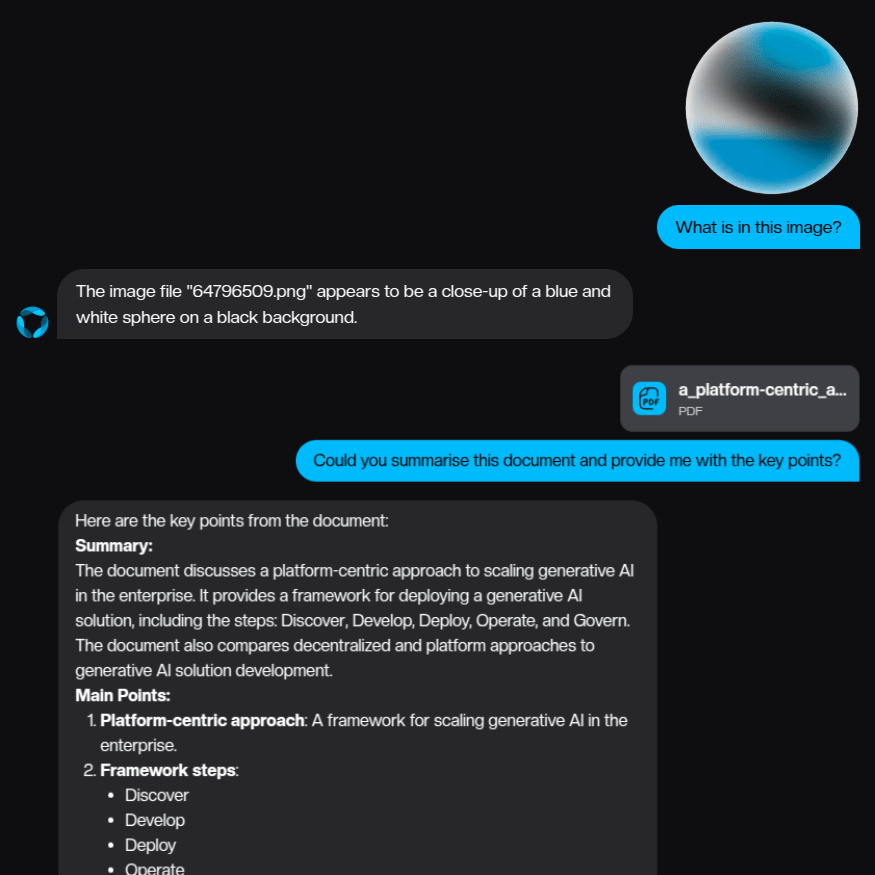 What is in this image?
The image file "64796509.png" appears to be a close-up of a blue and
white sphere on a black background.
a_platform-centric_a...
PDF
PDF
Could you summarise this document and provide me with the key points?
Here are the key points from the document:
Summary:
The document discusses a platform-centric approach to scaling generative AI
in the enterprise. It provides a framework for deploying a generative AI
solution, including the steps: Discover, Develop, Deploy, Operate, and Govern.
The document also compares decentralized and platform approaches to
generative AI solution development.
Main Points:
1. Platform-centric approach: A framework for scaling generative AI in the
enterprise.
2. Framework steps:
• Discover
• Develop
• Deploy
• Operate